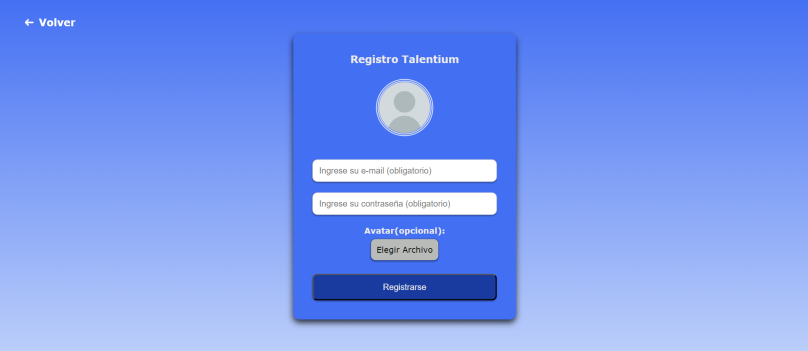 ← Volver
Registro Talentium
Ingrese su e-mail (obligatorio)
Ingrese su contraseña (obligatorio)
Avatar(opcional):
Elegir Archivo
Registrarse